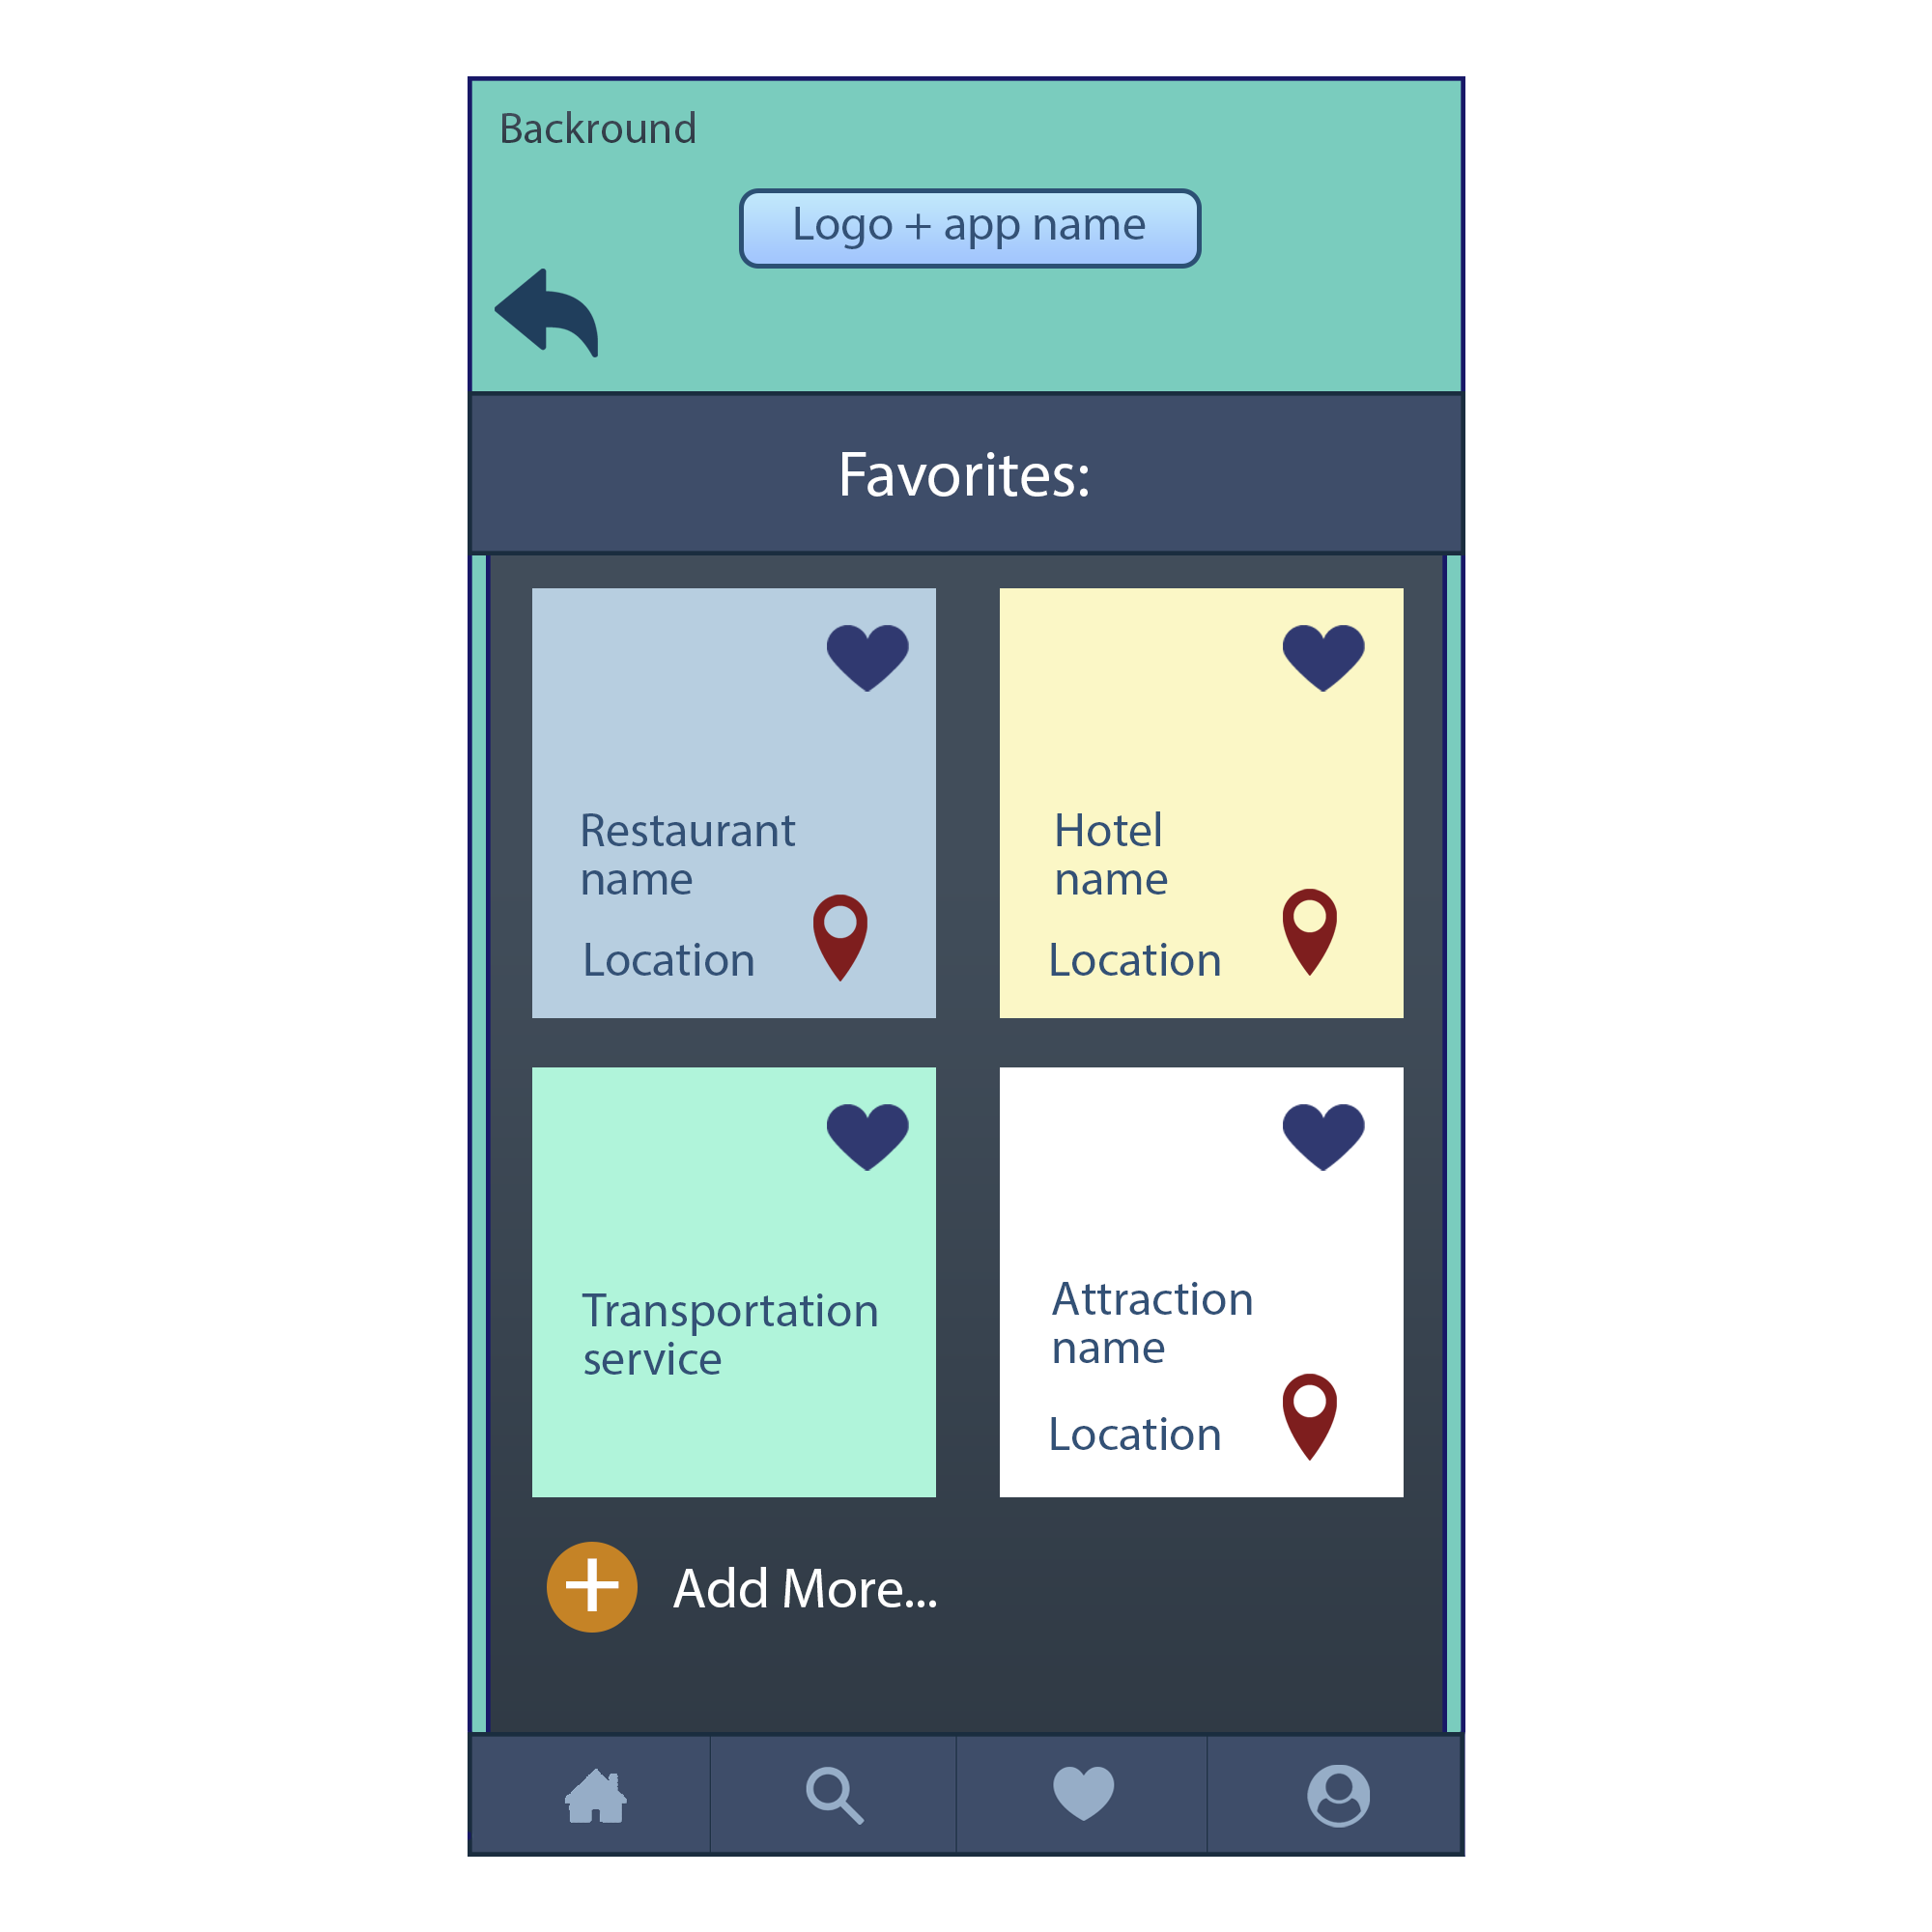 Backround
Logo + app name
Favorites:
Restaurant
name
Location
Hotel
name
Location
Transportation
service
Attraction
name
Location
Add More...